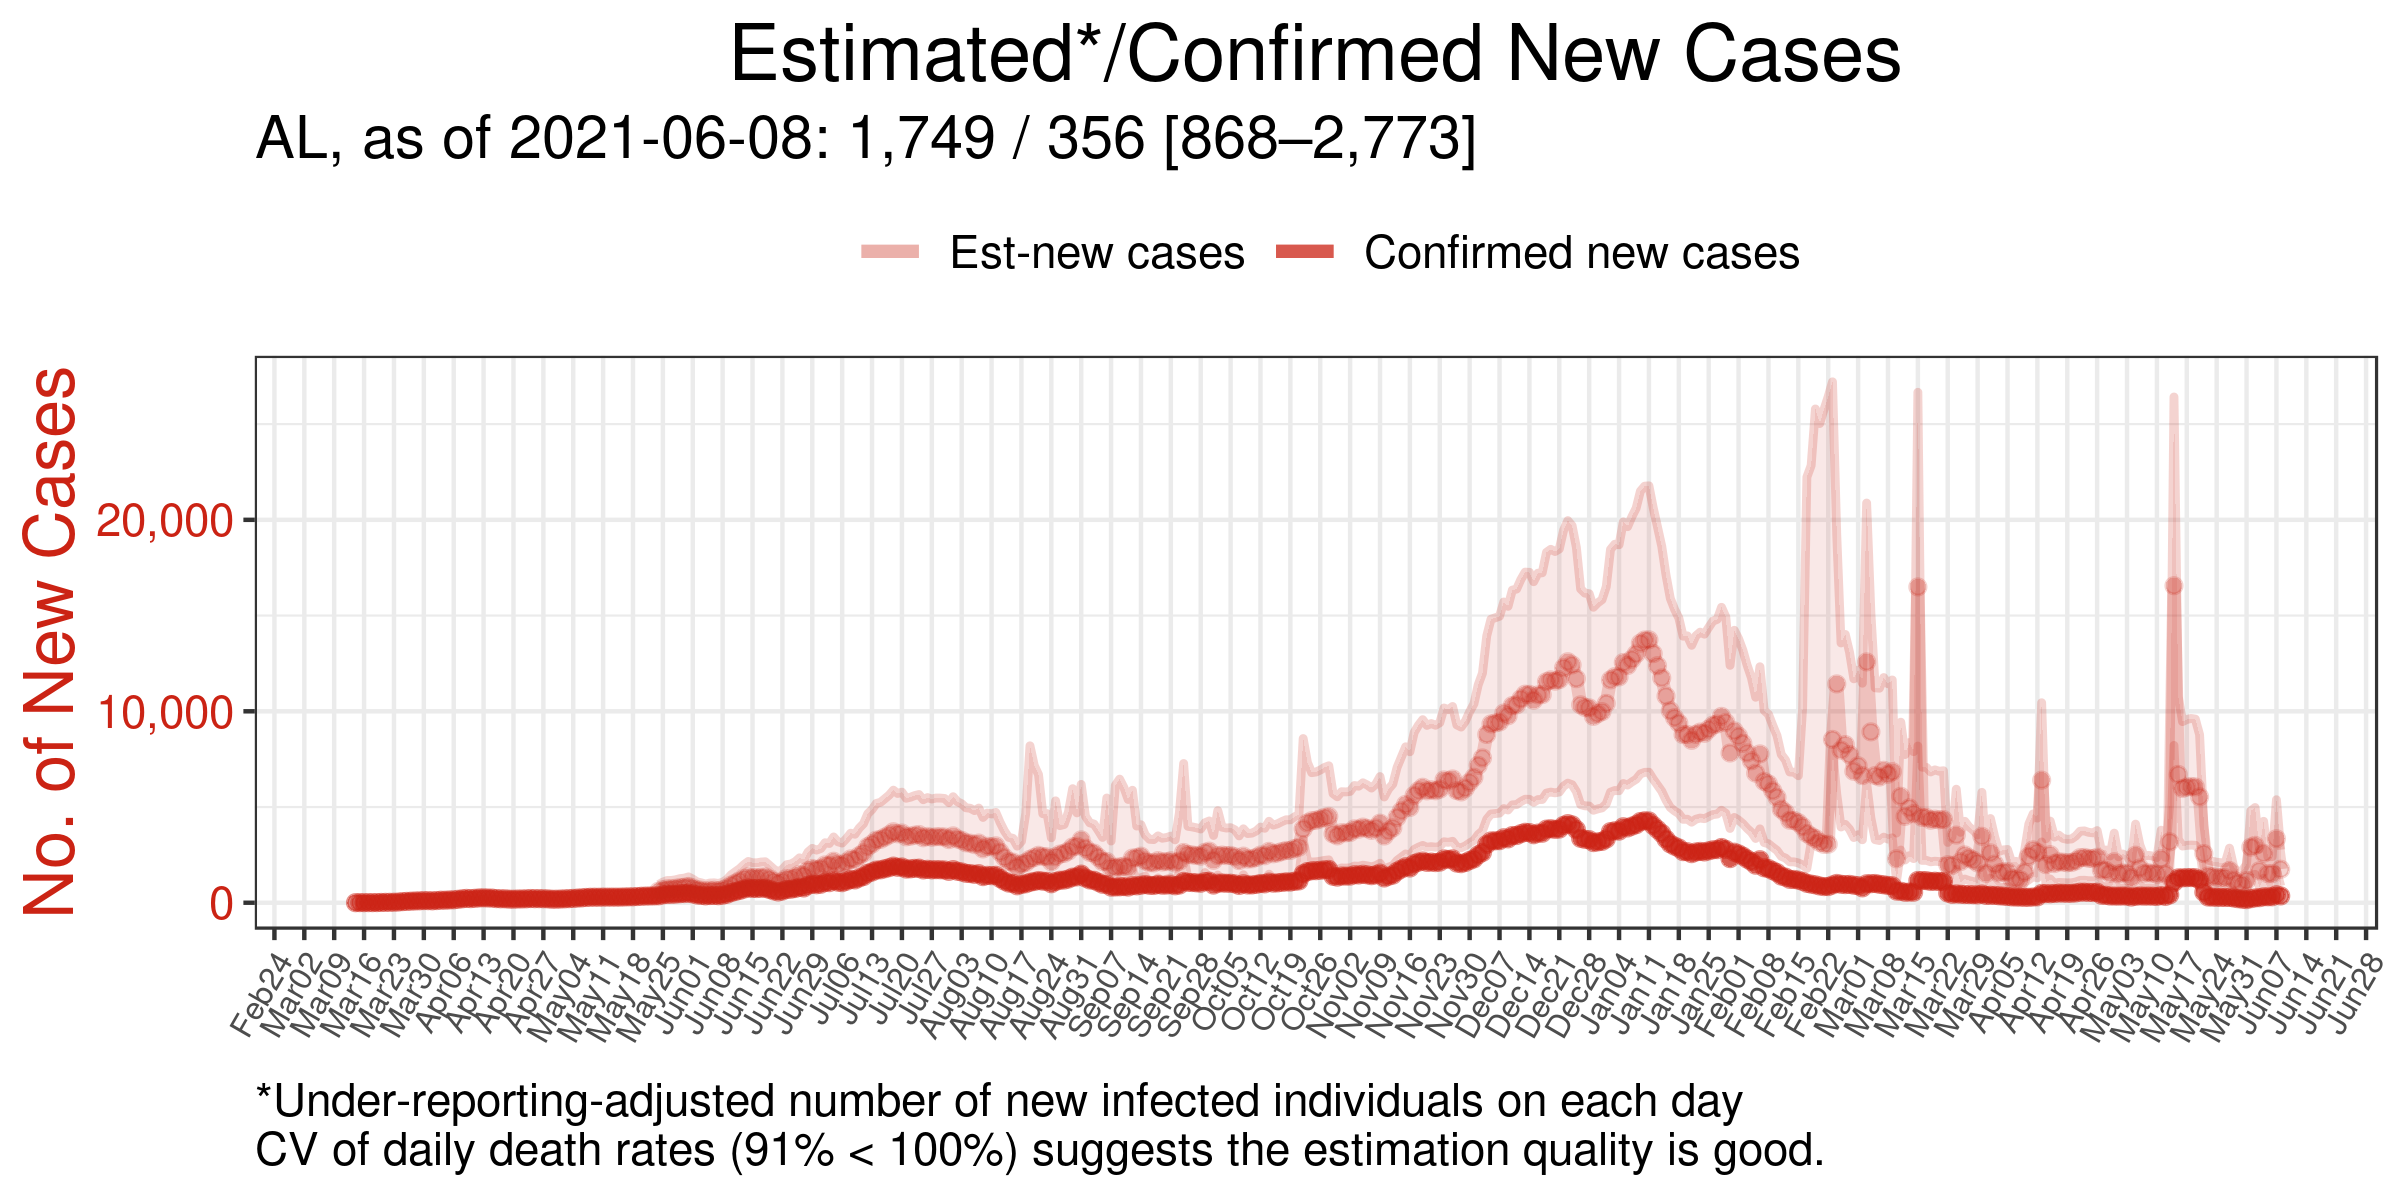 Estimated*/Confirmed New Cases
AL, as of 2021-06-08: 1,749 / 356 [868–2,773]
Est-new cases Confirmed new cases
No. of New Cases
20,000
10,000
0
Feb24 Mar02 Mar09 Mar16 Mar23 Mar30 Apr06 Apr13 Apr20 Apr27 May04 May11 May18 May25 Jun01 Jun08 Jun15 Jun22 Jun29 Jul06 Jul13 Jul20 Jul27 Aug03 Aug10 Aug17 Aug24 Aug31 Sep07 Sep14 Sep21 Sep28 Oct05 Oct12 Oct19 Oct26 Nov02 Nov09 Nov16 Nov23 Nov30 Dec07 Dec14 Dec21 Dec28 Jan04 Jan11 Jan18 Jan25 Feb01 Feb08 Feb15 Feb22 Mar01 Mar08 Mar15 Mar22 Mar29 Apr05 Apr12 Apr19 Apr26 May03 May10 May17 May24 May31 Jun07 Jun14 Jun21 Jun28
*Under-reporting-adjusted number of new infected individuals on each day
CV of daily death rates (91% < 100%) suggests the estimation quality is good.